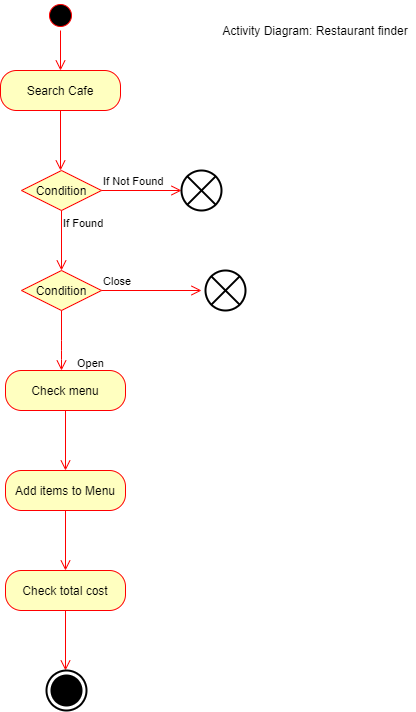 Activity Diagram: Restaurant finder
Search Cafe
Condition
If Not Found
If Found
Condition
Close
Open
Check menu
Add items to Menu
Check total cost